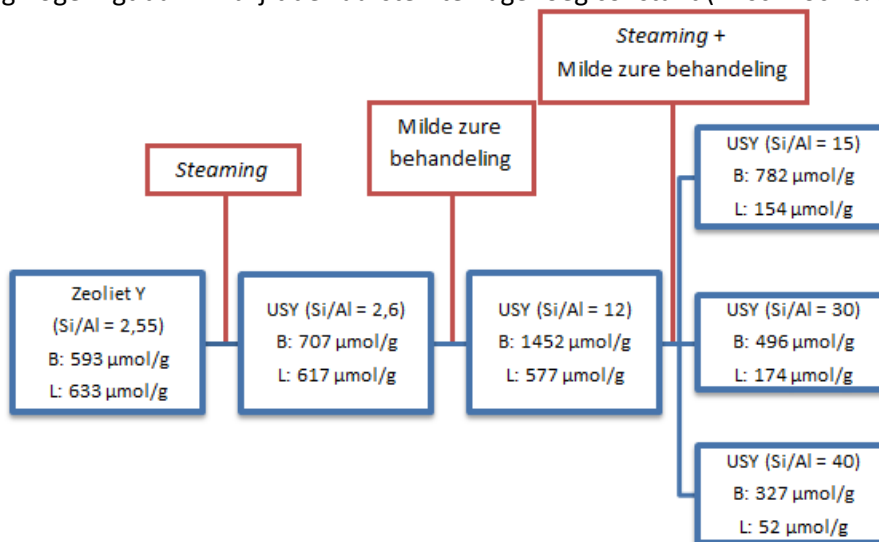 Steaming +
Milde zure behandeling
Milde zure
behandeling
Steaming
USY (Si/Al = 15)
B: 782 µmol/g
L: 154 µmol/g
Zeoliet Y
(Si/Al = 2,55)
B: 593 µmol/g
L: 633 µmol/g
USY (Si/Al = 2,6)
B: 707 µmol/g
L: 617 µmol/g
USY (Si/Al = 12)
B: 1452 µmol/g
L: 577 µmol/g
USY (Si/Al = 30)
B: 496 µmol/g
L: 174 µmol/g
USY (Si/Al = 40)
B: 327 µmol/g
L: 52 µmol/g